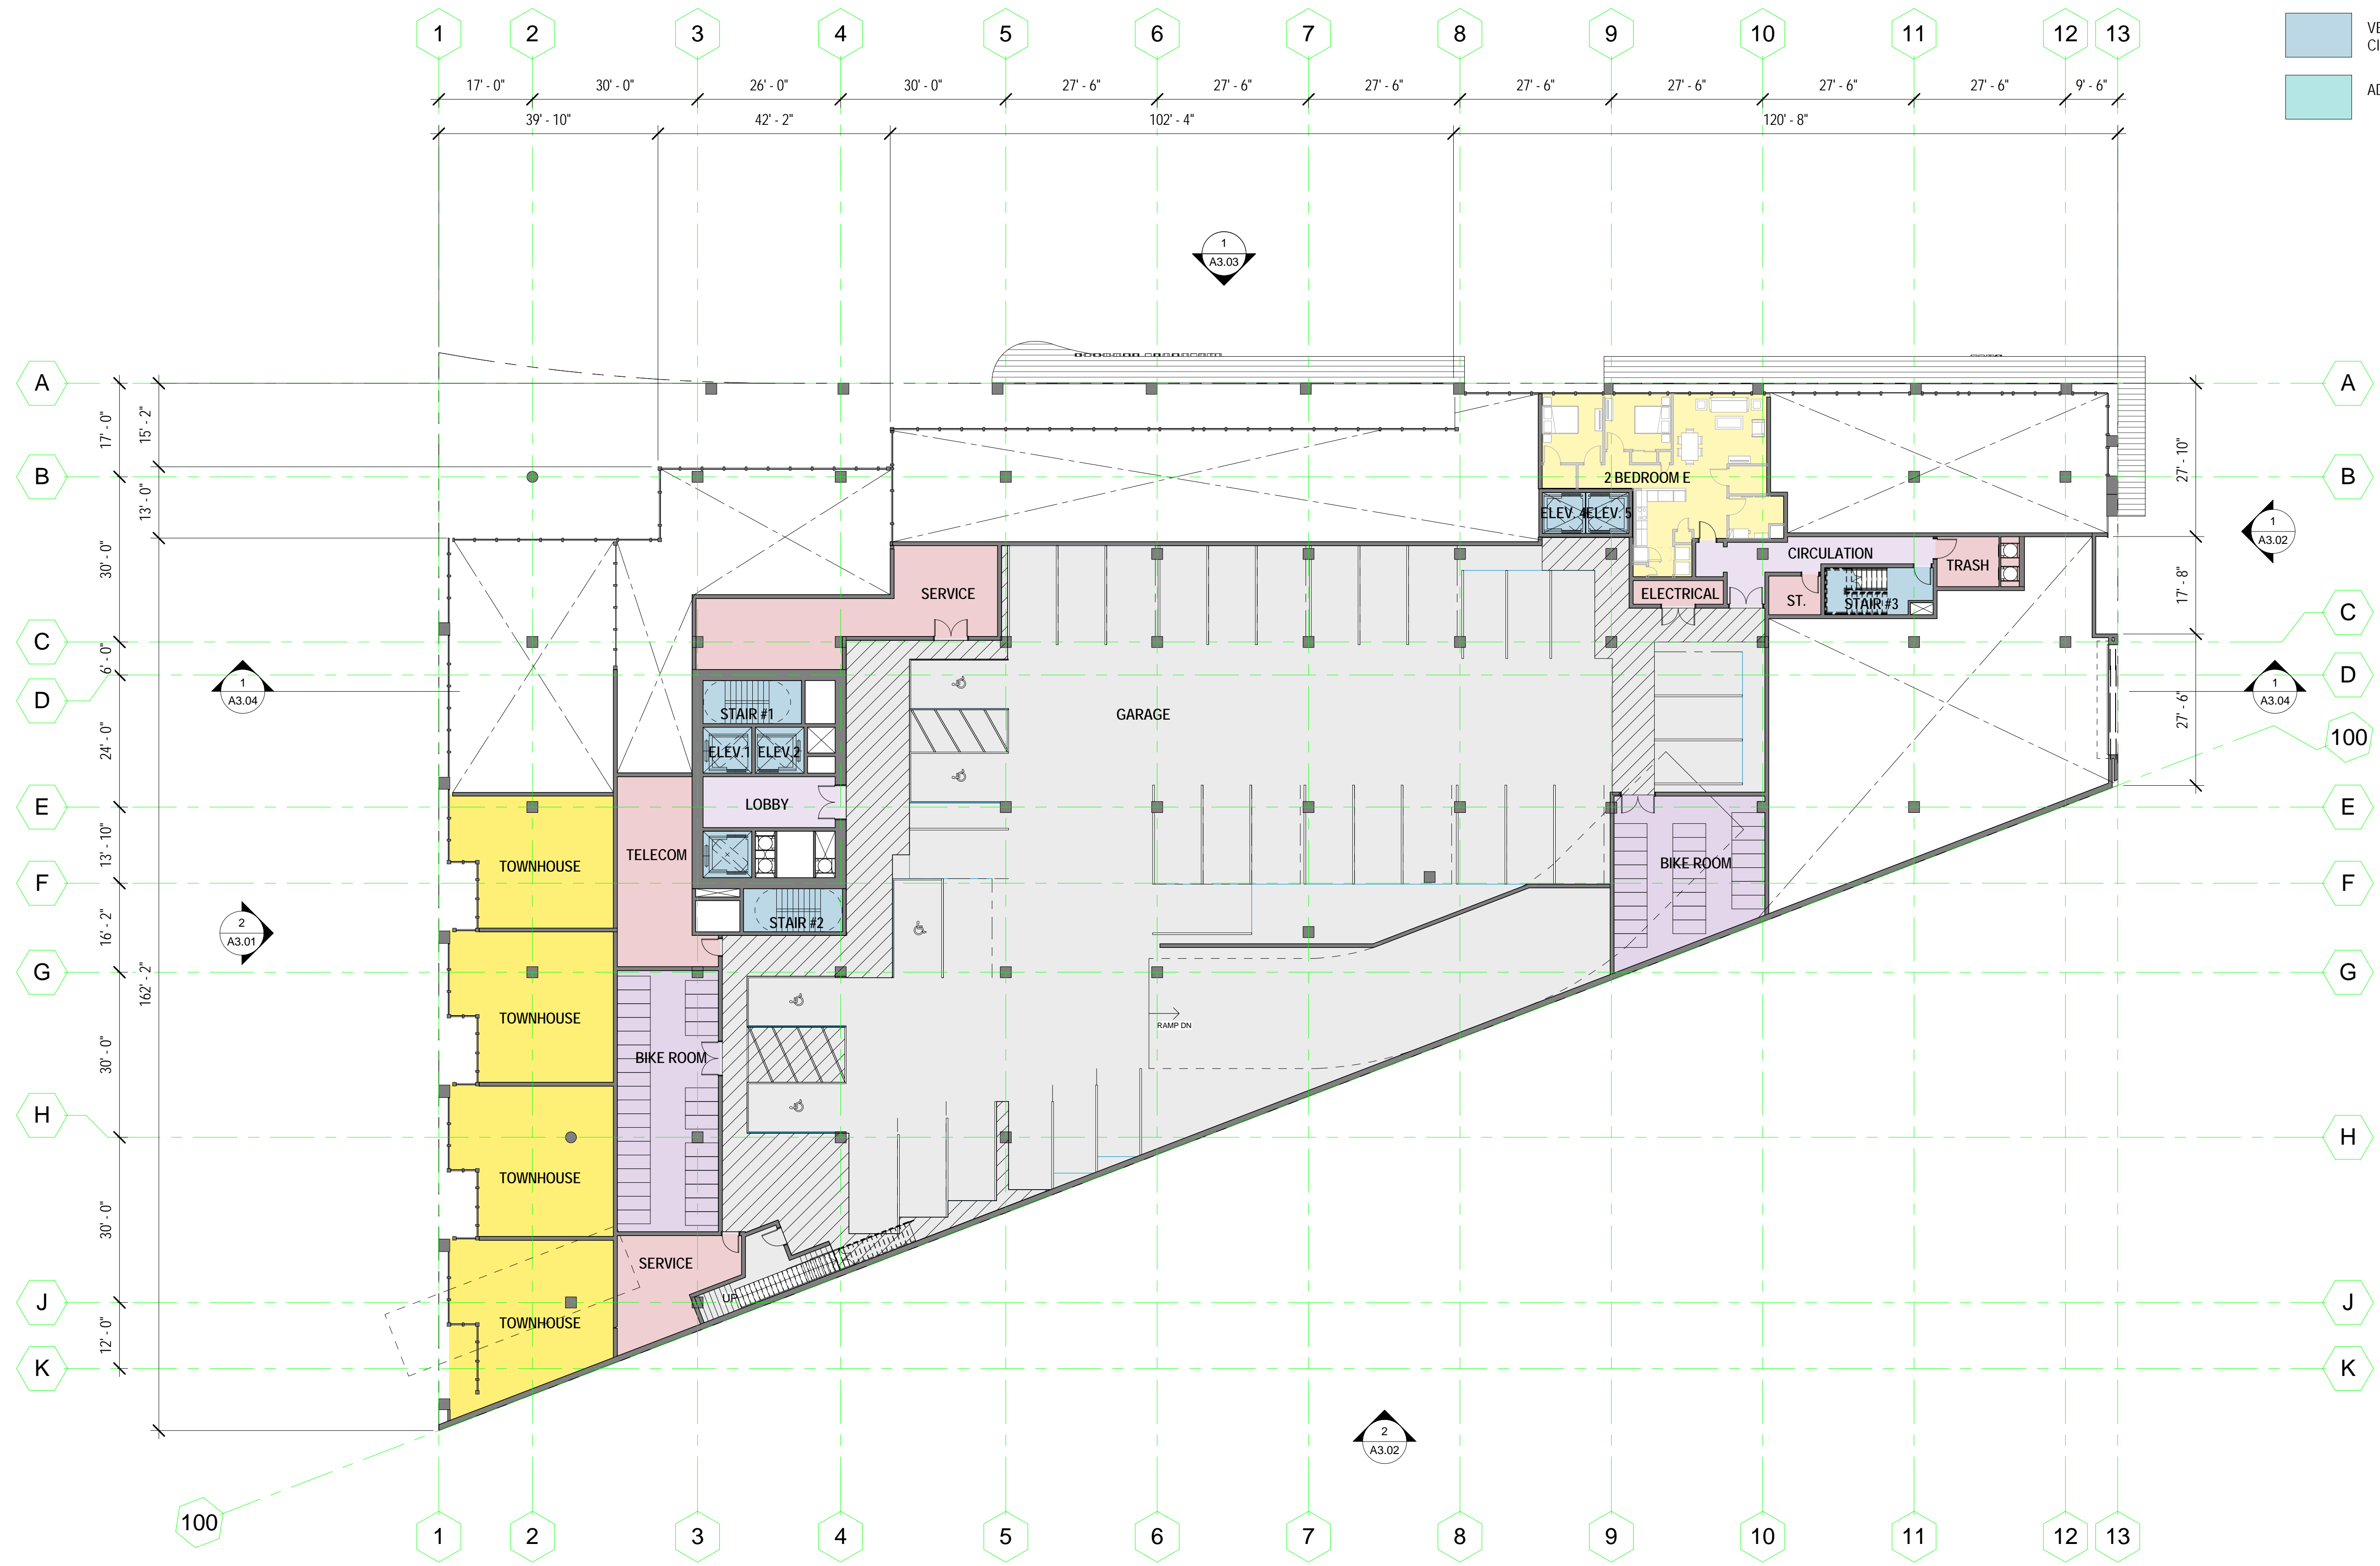 1 2 3 4 5 6 7 8 9 10 11 12 13
VE
CI
17' - 0" 30' - 0" 26' - 0" 30' - 0" 27' - 6" 27' - 6" 27' - 6" 27' - 6" 27' - 6" 27' - 6" 27' - 6" 9' - 6"
AD
39' - 10" 42' - 2" 102' - 4" 120' - 8"
1
A3.03
A A
17' - 0"
15' - 2"
27' - 10"
B B
2 BEDROOM E
13' - 0"
ELEV. 4 ELEV. 5
1
A3.02
30' - 0"
CIRCULATION
TRASH
17' - 8"
SERVICE
ELECTRICAL
ST.
STAIR #3
C C
6' - 0"
D D
1
A3.04
1
A3.04
STAIR #1
GARAGE
27' - 6"
24' - 0"
100
ELEV.1 ELEV.2
LOBBY
E E
13' - 10"
TELECOM
TOWNHOUSE
BIKE ROOM
F F
STAIR #2
2
A3.01
16' - 2"
G G
162' - 2"
TOWNHOUSE
RAMP DN
BIKE ROOM
30' - 0"
H H
TOWNHOUSE
30' - 0"
SERVICE
UP
J J
TOWNHOUSE
12' - 0"
K K
2
A3.02
100
1 2 3 4 5 6 7 8 9 10 11 12 13